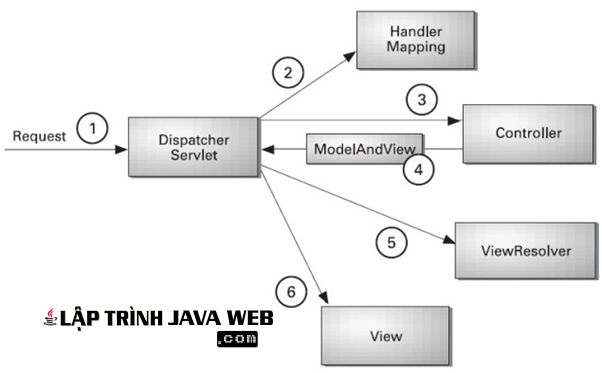 Handler
Mapping
2
3
1
Request
Dispatcher
Servlet
ModelAndView
4
Controller
5
ViewResolver
6
LẬP TRÌNH JAVA WEB
.com
View